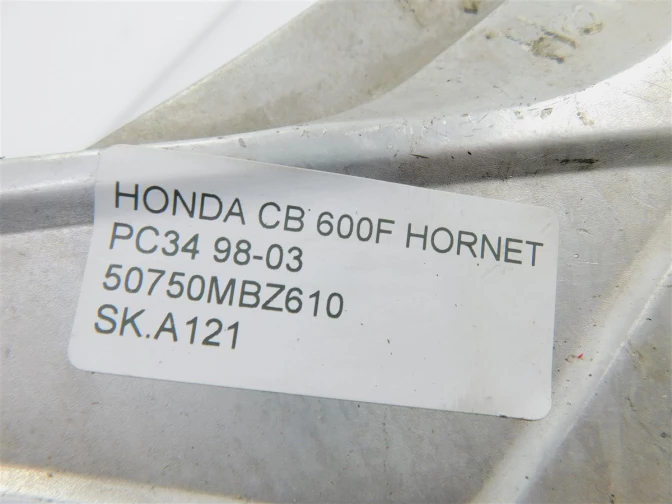 HONDA CB 600F HORNET
PC34 98-03
50750MBZ610
SK.A121